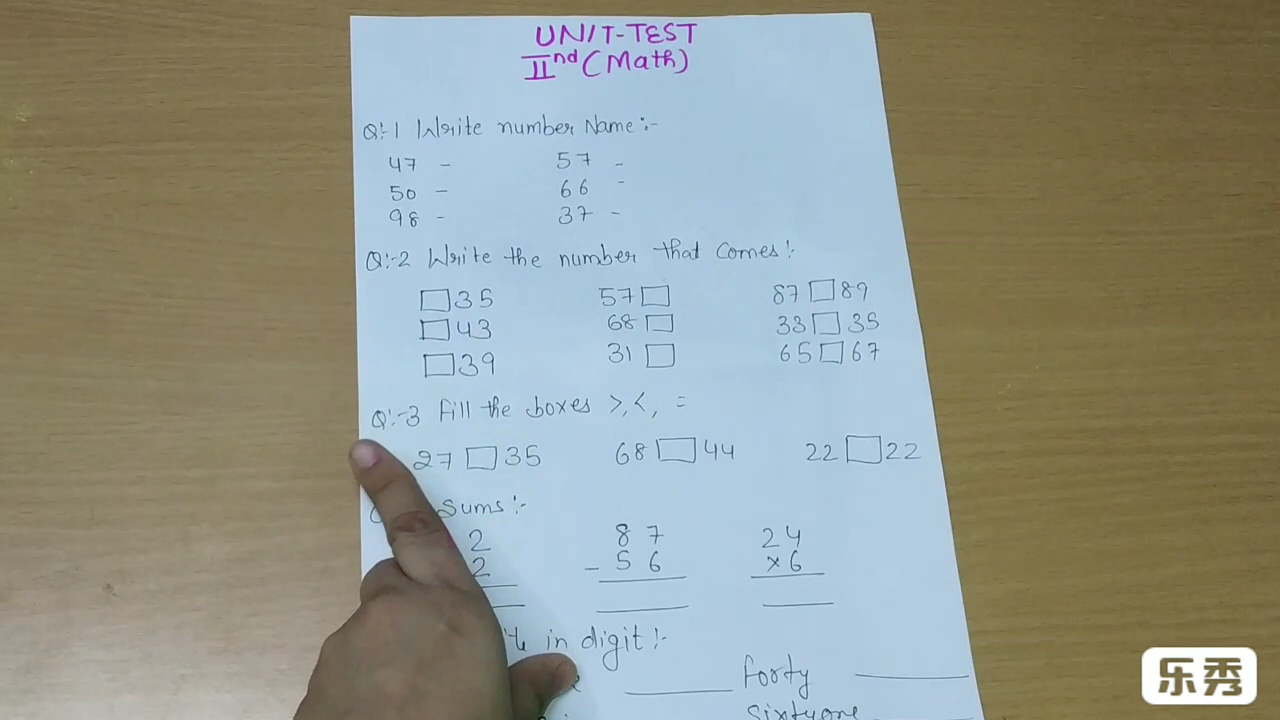 UNIT-TEST
IInd (Math)
Q:-1 Write number Name:-
47 - 57 -
50 - 66 -
98 - 37 -
Q:-2 Write the number that comes:-
□35 57□ 87□89
□43 68□ 33□35
□39 31□ 65□67
Q:-3 Fill the boxes >,<, =
27□35 68□44 22□22
Sums:-
2 87 24
2 -56 ×6
in digit:-
forty
sixtyone
乐秀